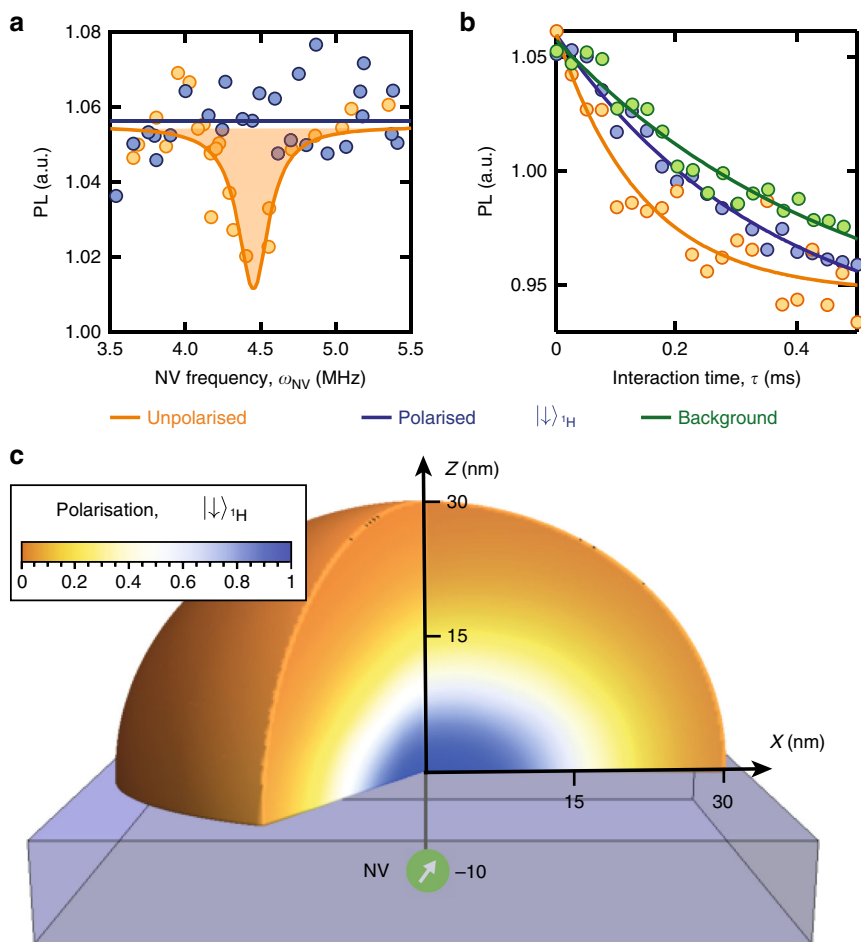 a
1.08
1.06
1.04
1.02
1.00
PL (a.u.)
3.5 4.0 4.5 5.0 5.5
NV frequency, ω_NV (MHz)
b
1.05
1.00
0.95
PL (a.u.)
0 0.2 0.4
Interaction time, τ (ms)
Unpolarised Polarised |↓⟩₁H Background
c
Polarisation, |↓⟩₁H
0 0.2 0.4 0.6 0.8 1
Z (nm)
30
15
X (nm)
15 30
NV –10